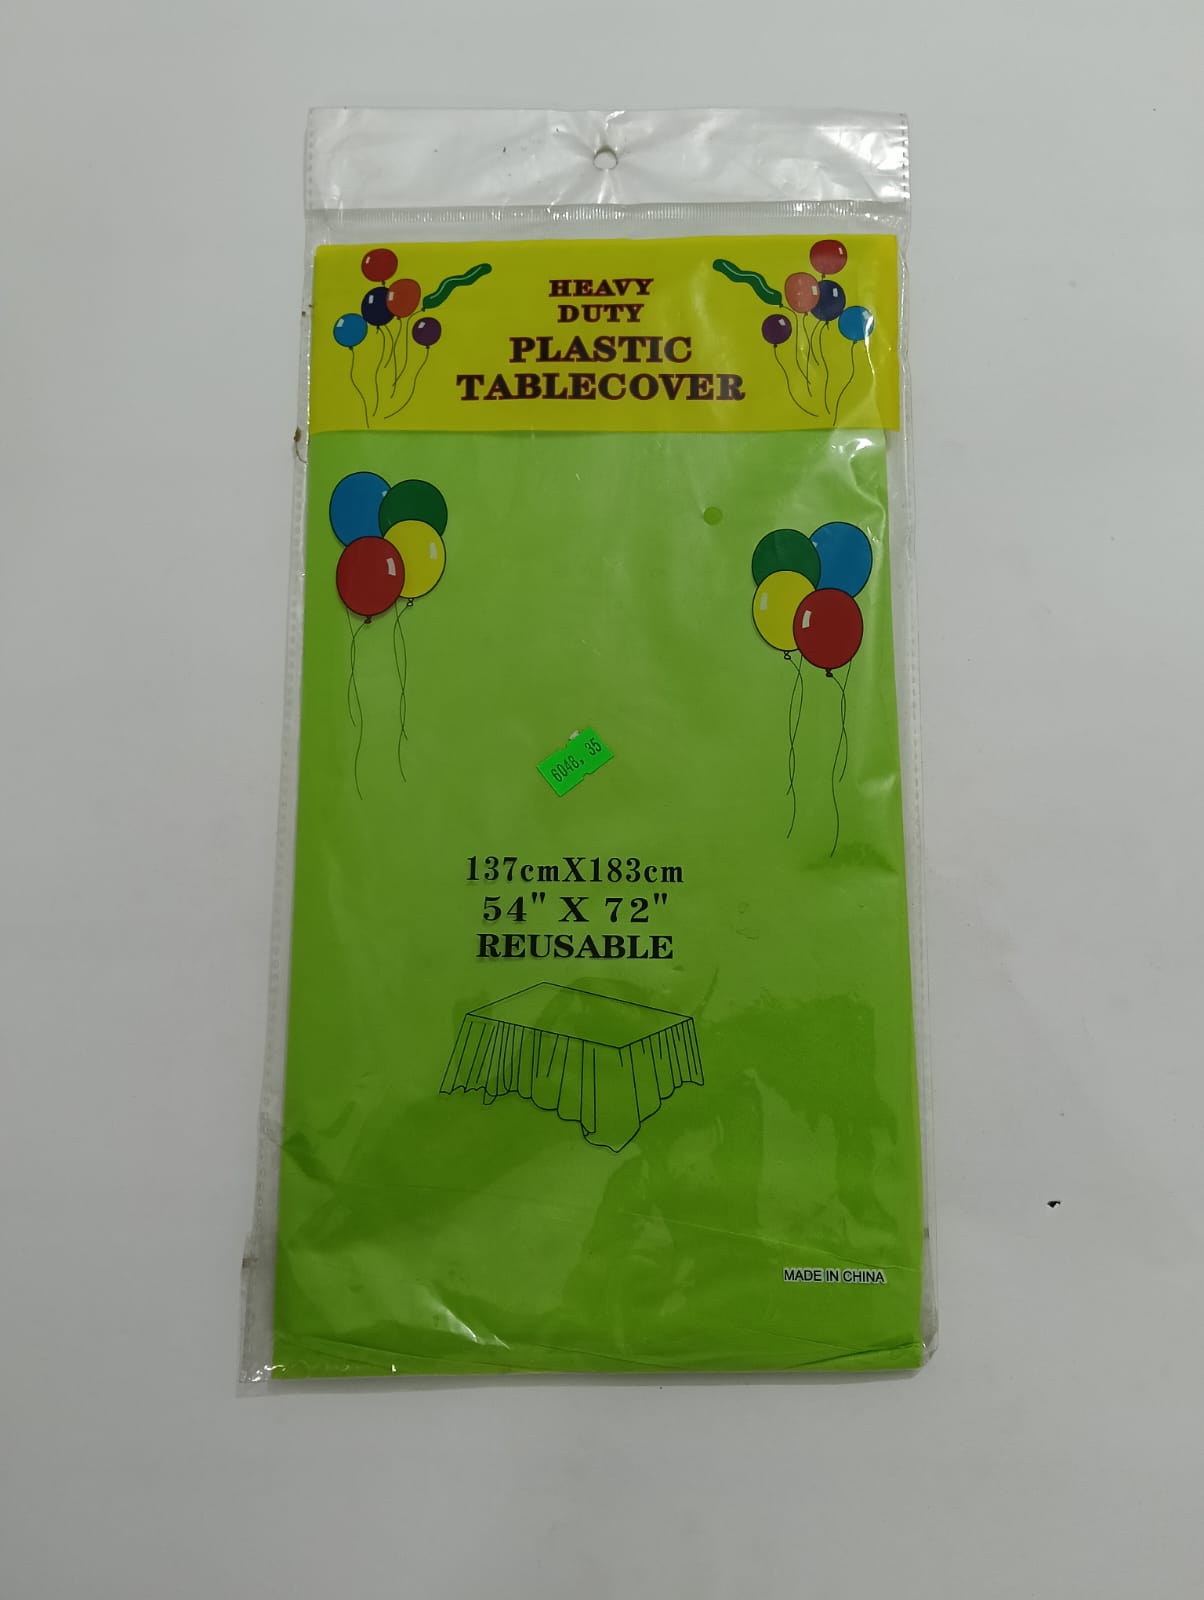 HEAVY
DUTY
PLASTIC
TABLECOVER
6048, 35
137cmX183cm
54" X 72"
REUSABLE
MADE IN CHINA